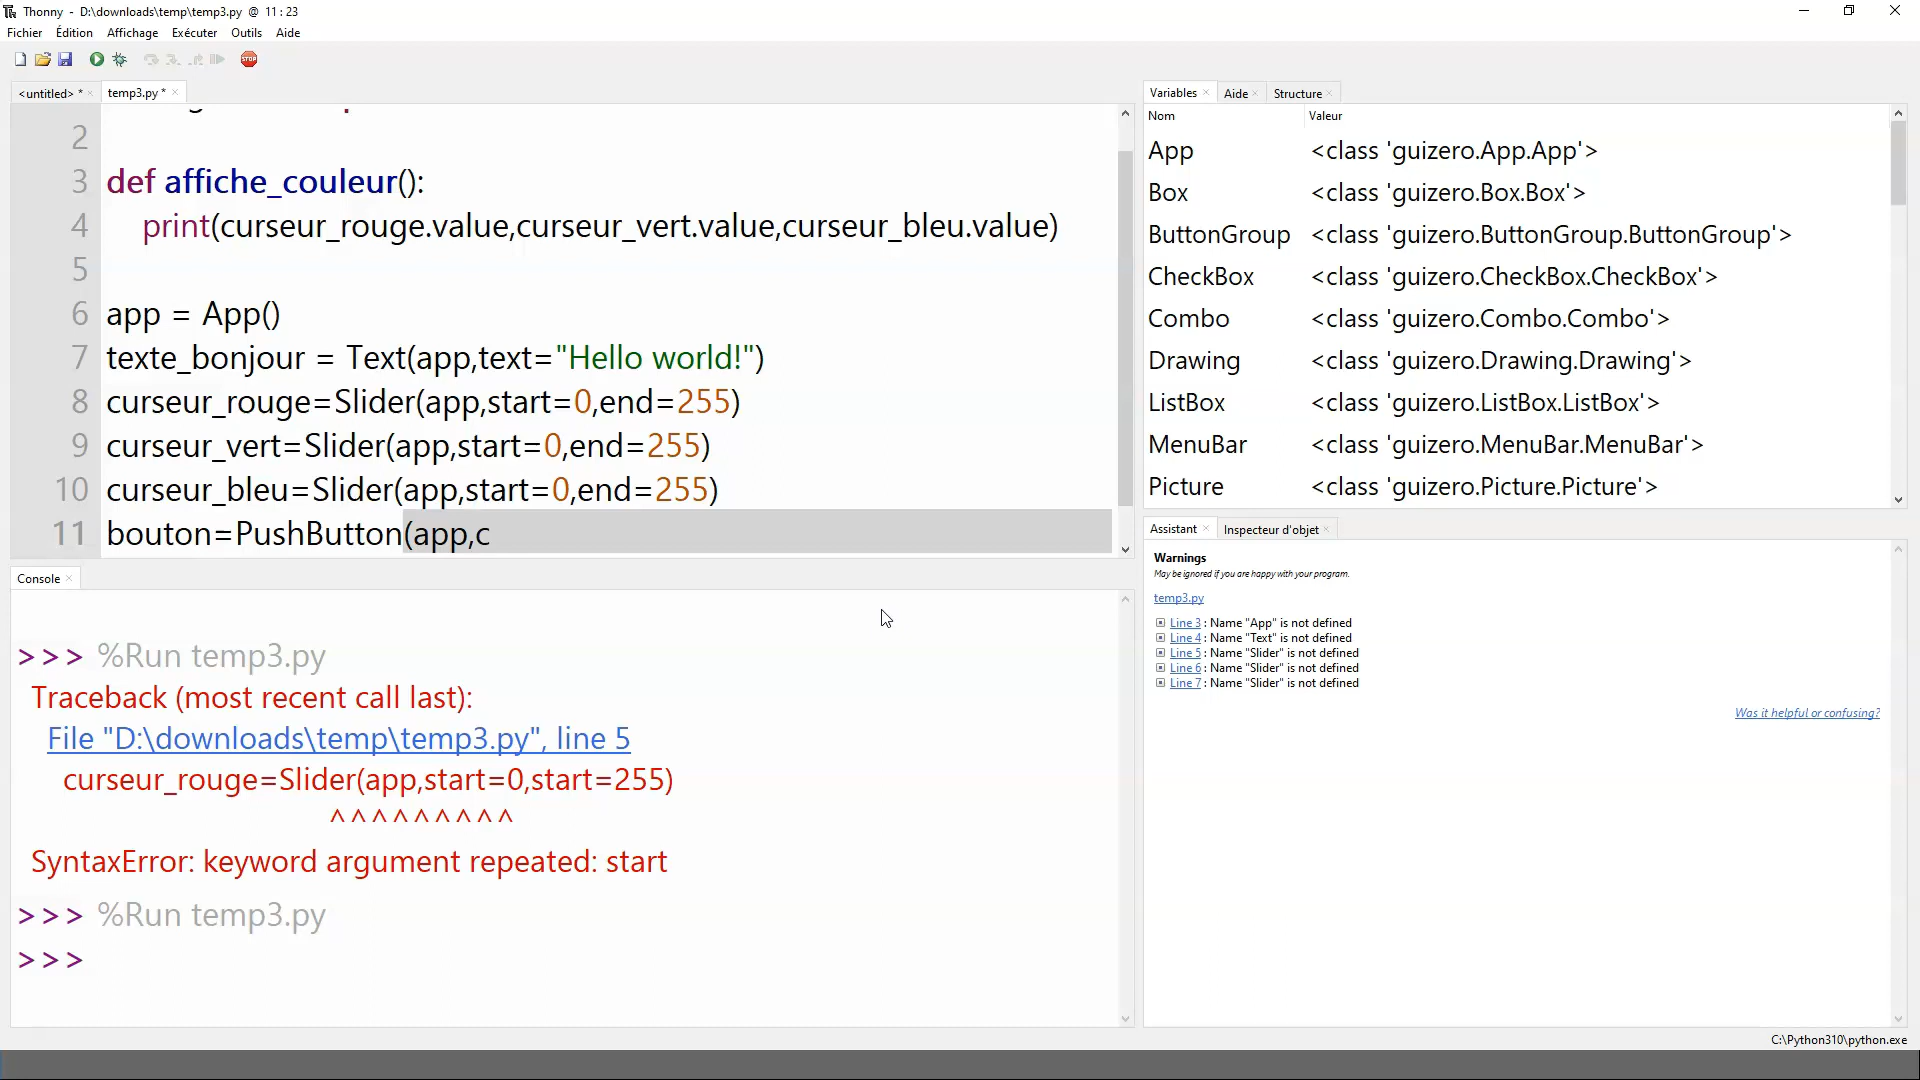 Thonny - D:\downloads\temp\temp3.py @ 11 : 23
Fichier Édition Affichage Exécuter Outils Aide
STOP
<untitled> * ×
temp3.py * ×
2
3 def affiche_couleur():
4 print(curseur_rouge.value,curseur_vert.value,curseur_bleu.value)
5
6 app = App()
7 texte_bonjour = Text(app,text="Hello world!")
8 curseur_rouge=Slider(app,start=0,end=255)
9 curseur_vert=Slider(app,start=0,end=255)
10 curseur_bleu=Slider(app,start=0,end=255)
11 bouton=PushButton(app,c
Console ×
>>> %Run temp3.py
Traceback (most recent call last):
File "D:\downloads\temp\temp3.py", line 5
curseur_rouge=Slider(app,start=0,start=255)
^^^^^^^^^
SyntaxError: keyword argument repeated: start
>>> %Run temp3.py
>>>
Variables × Aide × Structure ×
Nom Valeur
App <class 'guizero.App.App'>
Box <class 'guizero.Box.Box'>
ButtonGroup <class 'guizero.ButtonGroup.ButtonGroup'>
CheckBox <class 'guizero.CheckBox.CheckBox'>
Combo <class 'guizero.Combo.Combo'>
Drawing <class 'guizero.Drawing.Drawing'>
ListBox <class 'guizero.ListBox.ListBox'>
MenuBar <class 'guizero.MenuBar.MenuBar'>
Picture <class 'guizero.Picture.Picture'>
Assistant × Inspecteur d'objet ×
Warnings
May be ignored if you are happy with your program.
temp3.py
Line 3 : Name "App" is not defined
Line 4 : Name "Text" is not defined
Line 5 : Name "Slider" is not defined
Line 6 : Name "Slider" is not defined
Line 7 : Name "Slider" is not defined
Was it helpful or confusing?
C:\Python310\python.exe